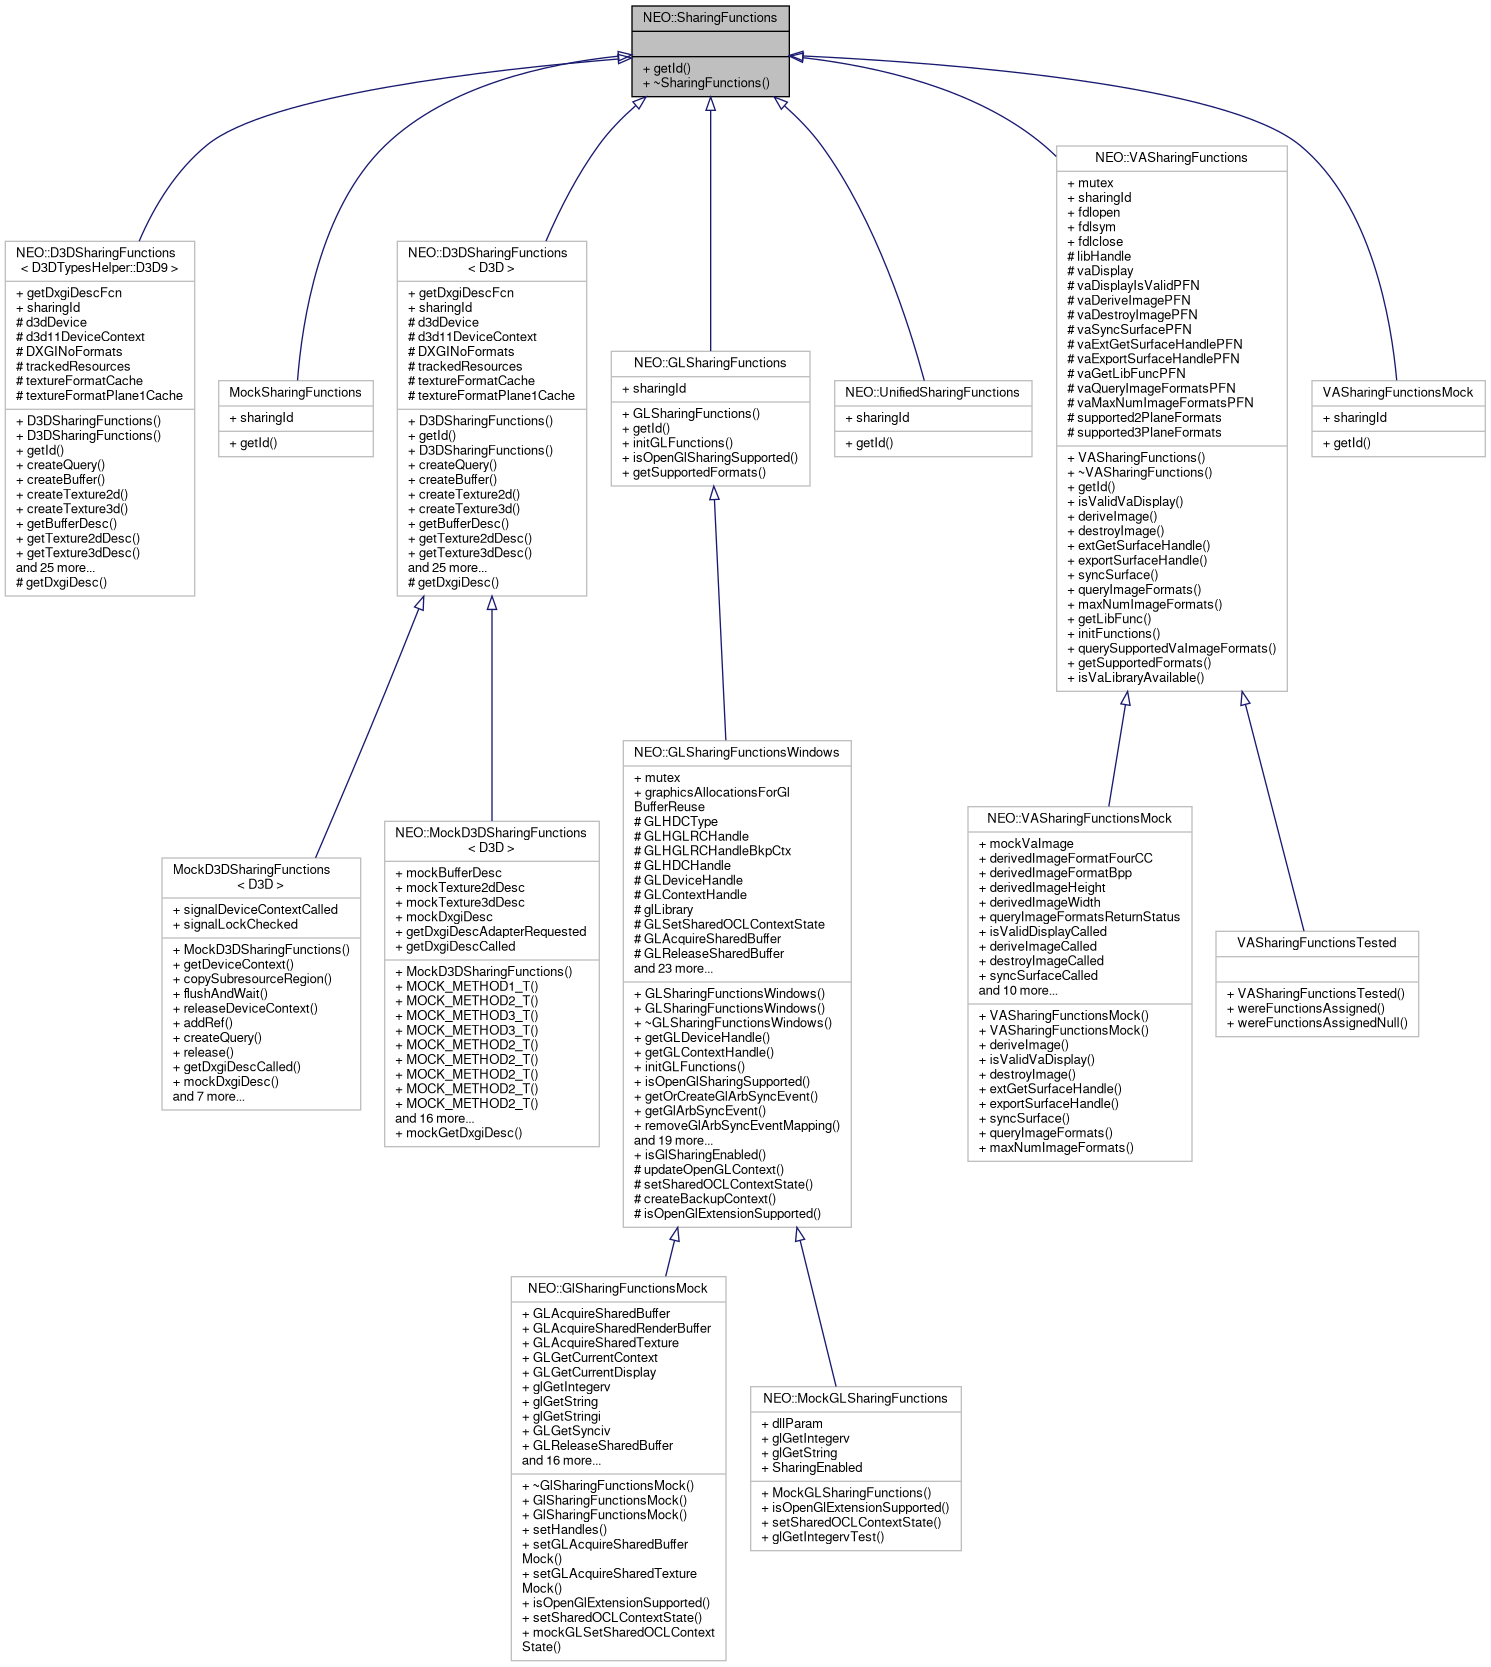 NEO::SharingFunctions
+ getId()
+ ~SharingFunctions()
NEO::D3DSharingFunctions
< D3DTypesHelper::D3D9 >
+ getDxgiDescFcn
+ sharingId
# d3dDevice
# d3d11DeviceContext
# DXGINoFormats
# trackedResources
# textureFormatCache
# textureFormatPlane1Cache
+ D3DSharingFunctions()
+ D3DSharingFunctions()
+ getId()
+ createQuery()
+ createBuffer()
+ createTexture2d()
+ createTexture3d()
+ getBufferDesc()
+ getTexture2dDesc()
+ getTexture3dDesc()
and 25 more...
# getDxgiDesc()
MockSharingFunctions
+ sharingId
+ getId()
NEO::D3DSharingFunctions
< D3D >
+ getDxgiDescFcn
+ sharingId
# d3dDevice
# d3d11DeviceContext
# DXGINoFormats
# trackedResources
# textureFormatCache
# textureFormatPlane1Cache
+ D3DSharingFunctions()
+ getId()
+ D3DSharingFunctions()
+ createQuery()
+ createBuffer()
+ createTexture2d()
+ createTexture3d()
+ getBufferDesc()
+ getTexture2dDesc()
+ getTexture3dDesc()
and 25 more...
# getDxgiDesc()
NEO::GLSharingFunctions
+ sharingId
+ GLSharingFunctions()
+ getId()
+ initGLFunctions()
+ isOpenGlSharingSupported()
+ getSupportedFormats()
NEO::UnifiedSharingFunctions
+ sharingId
+ getId()
NEO::VASharingFunctions
+ mutex
+ sharingId
+ fdlopen
+ fdlsym
+ fdlclose
# libHandle
# vaDisplay
# vaDisplayIsValidPFN
# vaDeriveImagePFN
# vaDestroyImagePFN
# vaSyncSurfacePFN
# vaExtGetSurfaceHandlePFN
# vaExportSurfaceHandlePFN
# vaGetLibFuncPFN
# vaQueryImageFormatsPFN
# vaMaxNumImageFormatsPFN
# supported2PlaneFormats
# supported3PlaneFormats
+ VASharingFunctions()
+ ~VASharingFunctions()
+ getId()
+ isValidVaDisplay()
+ deriveImage()
+ destroyImage()
+ extGetSurfaceHandle()
+ exportSurfaceHandle()
+ syncSurface()
+ queryImageFormats()
+ maxNumImageFormats()
+ getLibFunc()
+ initFunctions()
+ querySupportedVaImageFormats()
+ getSupportedFormats()
+ isVaLibraryAvailable()
VASharingFunctionsMock
+ sharingId
+ getId()
MockD3DSharingFunctions
< D3D >
+ signalDeviceContextCalled
+ signalLockChecked
+ MockD3DSharingFunctions()
+ getDeviceContext()
+ copySubresourceRegion()
+ flushAndWait()
+ releaseDeviceContext()
+ addRef()
+ createQuery()
+ release()
+ getDxgiDescCalled()
+ mockDxgiDesc()
and 7 more...
NEO::MockD3DSharingFunctions
< D3D >
+ mockBufferDesc
+ mockTexture2dDesc
+ mockTexture3dDesc
+ mockDxgiDesc
+ getDxgiDescAdapterRequested
+ getDxgiDescCalled
+ MockD3DSharingFunctions()
+ MOCK_METHOD1_T()
+ MOCK_METHOD2_T()
+ MOCK_METHOD3_T()
+ MOCK_METHOD3_T()
+ MOCK_METHOD2_T()
+ MOCK_METHOD2_T()
+ MOCK_METHOD2_T()
+ MOCK_METHOD2_T()
+ MOCK_METHOD2_T()
and 16 more...
+ mockGetDxgiDesc()
NEO::GLSharingFunctionsWindows
+ mutex
+ graphicsAllocationsForGl
BufferReuse
# GLHDCType
# GLHGLRCHandle
# GLHGLRCHandleBkpCtx
# GLHDCHandle
# GLDeviceHandle
# GLContextHandle
# glLibrary
# GLSetSharedOCLContextState
# GLAcquireSharedBuffer
# GLReleaseSharedBuffer
and 23 more...
+ GLSharingFunctionsWindows()
+ GLSharingFunctionsWindows()
+ ~GLSharingFunctionsWindows()
+ getGLDeviceHandle()
+ getGLContextHandle()
+ initGLFunctions()
+ isOpenGlSharingSupported()
+ getOrCreateGlArbSyncEvent()
+ getGlArbSyncEvent()
+ removeGlArbSyncEventMapping()
and 19 more...
+ isGlSharingEnabled()
# updateOpenGLContext()
# setSharedOCLContextState()
# createBackupContext()
# isOpenGlExtensionSupported()
NEO::VASharingFunctionsMock
+ mockVaImage
+ derivedImageFormatFourCC
+ derivedImageFormatBpp
+ derivedImageHeight
+ derivedImageWidth
+ queryImageFormatsReturnStatus
+ isValidDisplayCalled
+ deriveImageCalled
+ destroyImageCalled
+ syncSurfaceCalled
and 10 more...
+ VASharingFunctionsMock()
+ VASharingFunctionsMock()
+ deriveImage()
+ isValidVaDisplay()
+ destroyImage()
+ extGetSurfaceHandle()
+ exportSurfaceHandle()
+ syncSurface()
+ queryImageFormats()
+ maxNumImageFormats()
VASharingFunctionsTested
+ VASharingFunctionsTested()
+ wereFunctionsAssigned()
+ wereFunctionsAssignedNull()
NEO::GlSharingFunctionsMock
+ GLAcquireSharedBuffer
+ GLAcquireSharedRenderBuffer
+ GLAcquireSharedTexture
+ GLGetCurrentContext
+ GLGetCurrentDisplay
+ glGetIntegerv
+ glGetString
+ glGetStringi
+ GLGetSynciv
+ GLReleaseSharedBuffer
and 16 more...
+ ~GlSharingFunctionsMock()
+ GlSharingFunctionsMock()
+ GlSharingFunctionsMock()
+ setHandles()
+ setGLAcquireSharedBuffer
Mock()
+ setGLAcquireSharedTexture
Mock()
+ isOpenGlExtensionSupported()
+ setSharedOCLContextState()
+ mockGLSetSharedOCLContext
State()
NEO::MockGLSharingFunctions
+ dllParam
+ glGetIntegerv
+ glGetString
+ SharingEnabled
+ MockGLSharingFunctions()
+ isOpenGlExtensionSupported()
+ setSharedOCLContextState()
+ glGetIntegervTest()